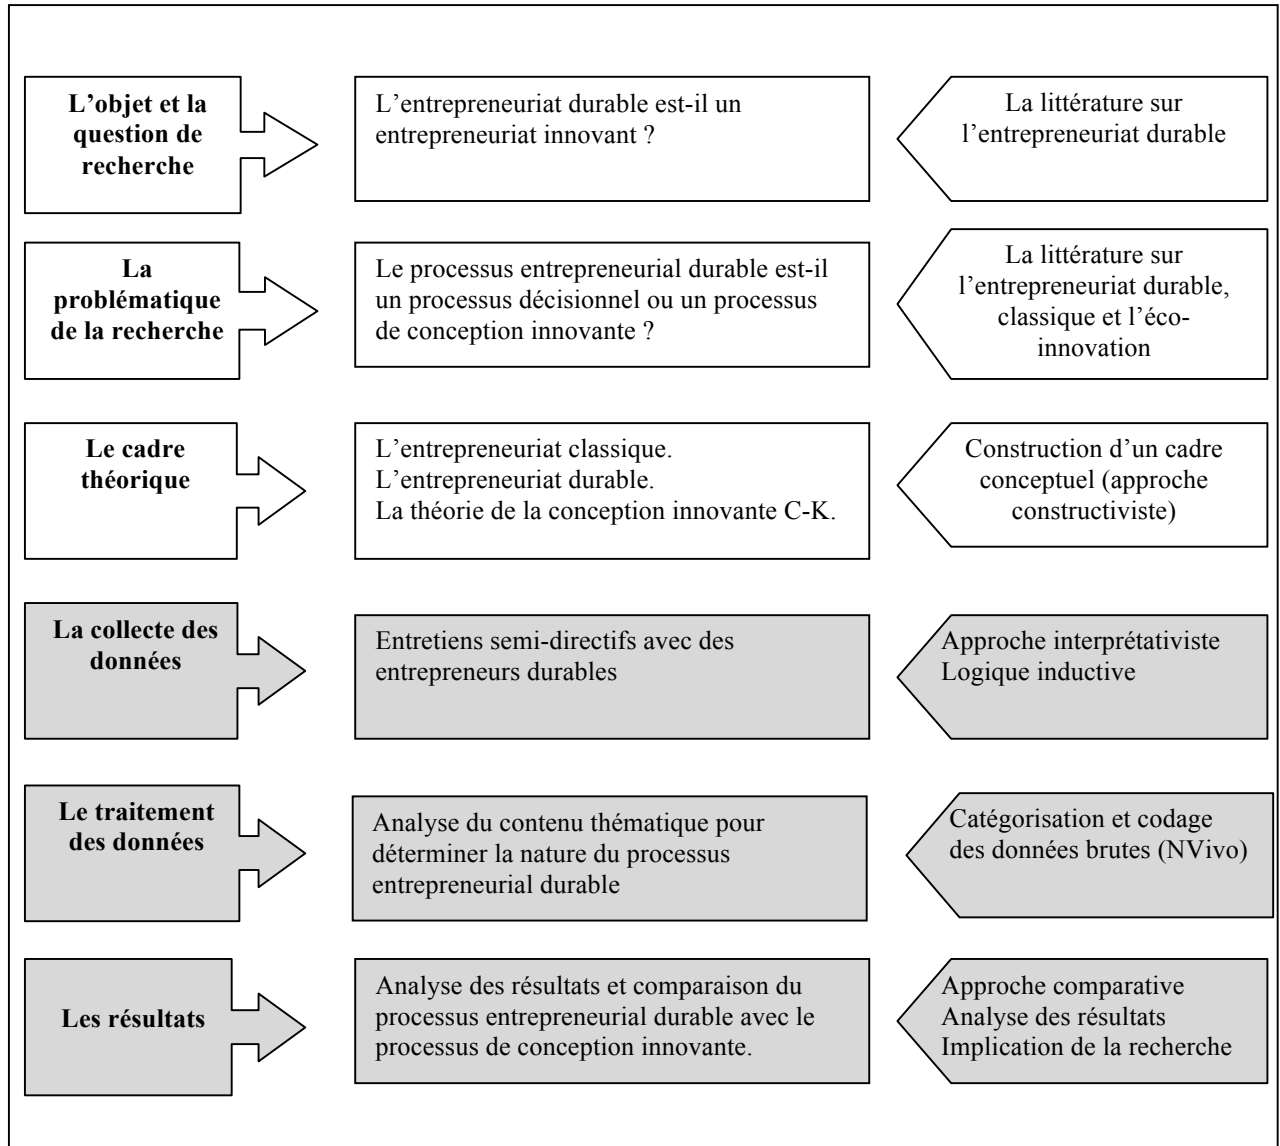 L’objet et la
question de
recherche
L’entrepreneuriat durable est-il un
entrepreneuriat innovant ?
La littérature sur
l’entrepreneuriat durable
La
problématique
de la recherche
Le processus entrepreneurial durable est-il
un processus décisionnel ou un processus
de conception innovante ?
La littérature sur
l’entrepreneuriat durable,
classique et l’éco-
innovation
Le cadre
théorique
L’entrepreneuriat classique.
L’entrepreneuriat durable.
La théorie de la conception innovante C-K.
Construction d’un cadre
conceptuel (approche
constructiviste)
La collecte des
données
Entretiens semi-directifs avec des
entrepreneurs durables
Approche interprétativiste
Logique inductive
Le traitement
des données
Analyse du contenu thématique pour
déterminer la nature du processus
entrepreneurial durable
Catégorisation et codage
des données brutes (NVivo)
Les résultats
Analyse des résultats et comparaison du
processus entrepreneurial durable avec le
processus de conception innovante.
Approche comparative
Analyse des résultats
Implication de la recherche